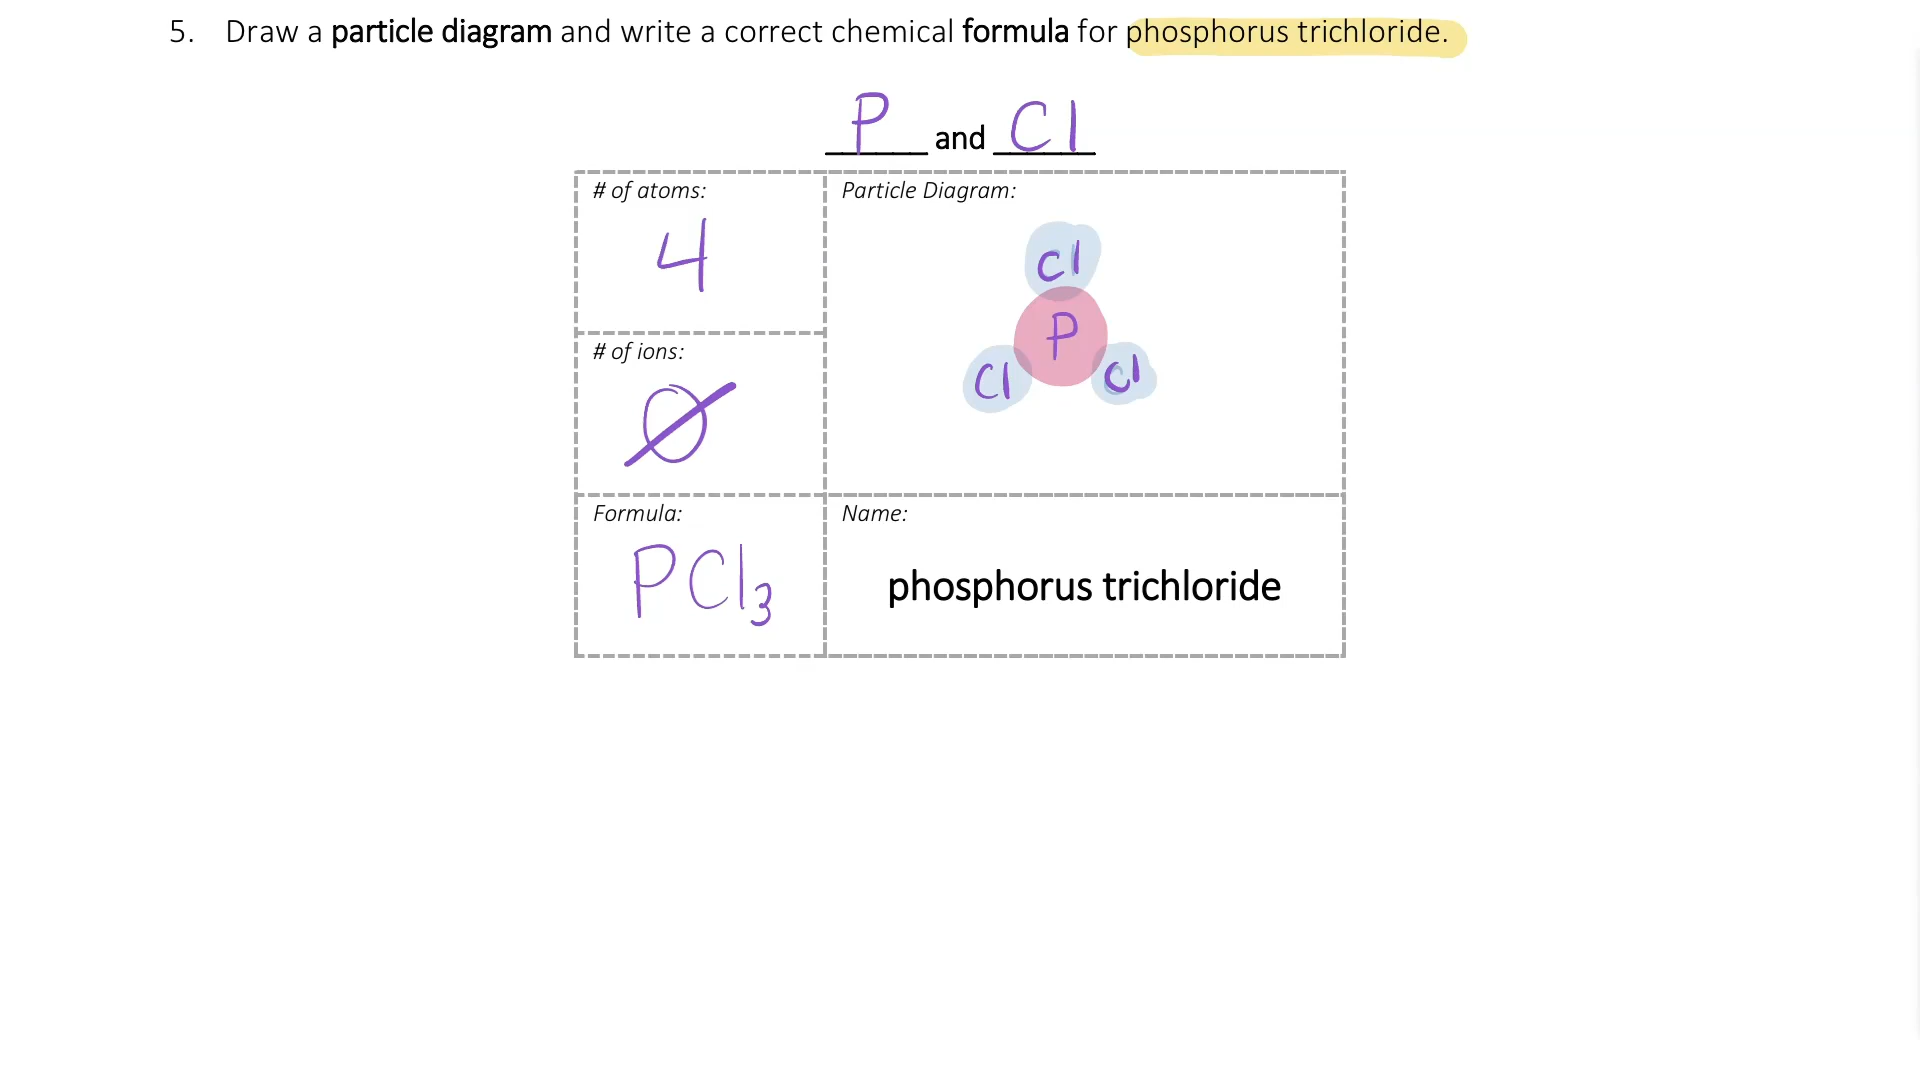 5. Draw a particle diagram and write a correct chemical formula for phosphorus trichloride.
P and Cl
# of atoms:
4
Particle Diagram:
Cl
P
Cl
Cl
# of ions:
0
Formula:
PCl₃
Name:
phosphorus trichloride